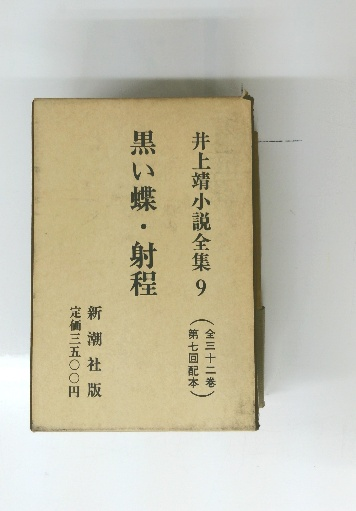 井上靖小説全集 9
（全三十二巻
第七回配本）
黒い蝶・射程
新潮社版
定価三五〇〇円